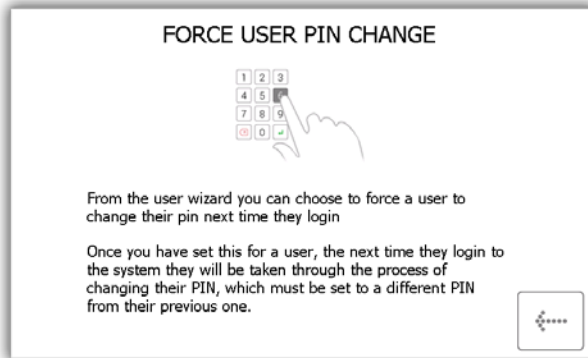 FORCE USER PIN CHANGE
1 2 3
4 5
7 8 9
0
From the user wizard you can choose to force a user to
change their pin next time they login
Once you have set this for a user, the next time they login to
the system they will be taken through the process of
changing their PIN, which must be set to a different PIN
from their previous one.